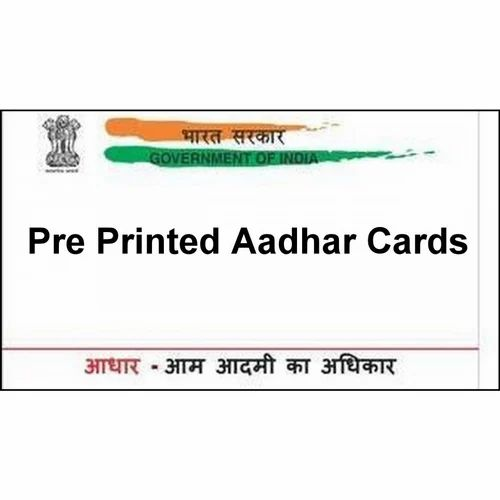 भारत सरकार
GOVERNMENT OF INDIA
Pre Printed Aadhar Cards
आधार - आम आदमी का अधिकार